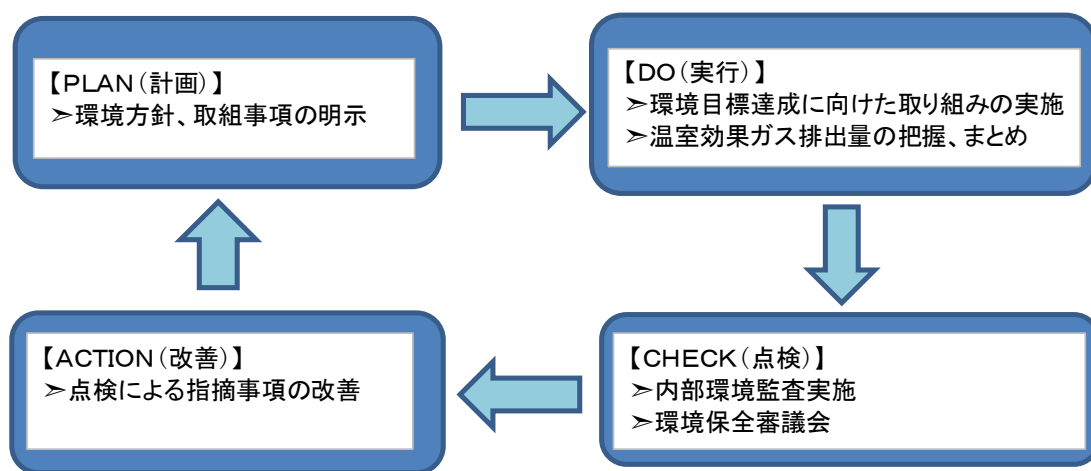 【PLAN(計画)】
➢環境方針、取組事項の明示
【DO(実行)】
➢環境目標達成に向けた取り組みの実施
➢温室効果ガス排出量の把握、まとめ
【CHECK(点検)】
➢内部環境監査実施
➢環境保全審議会
【ACTION(改善)】
➢点検による指摘事項の改善